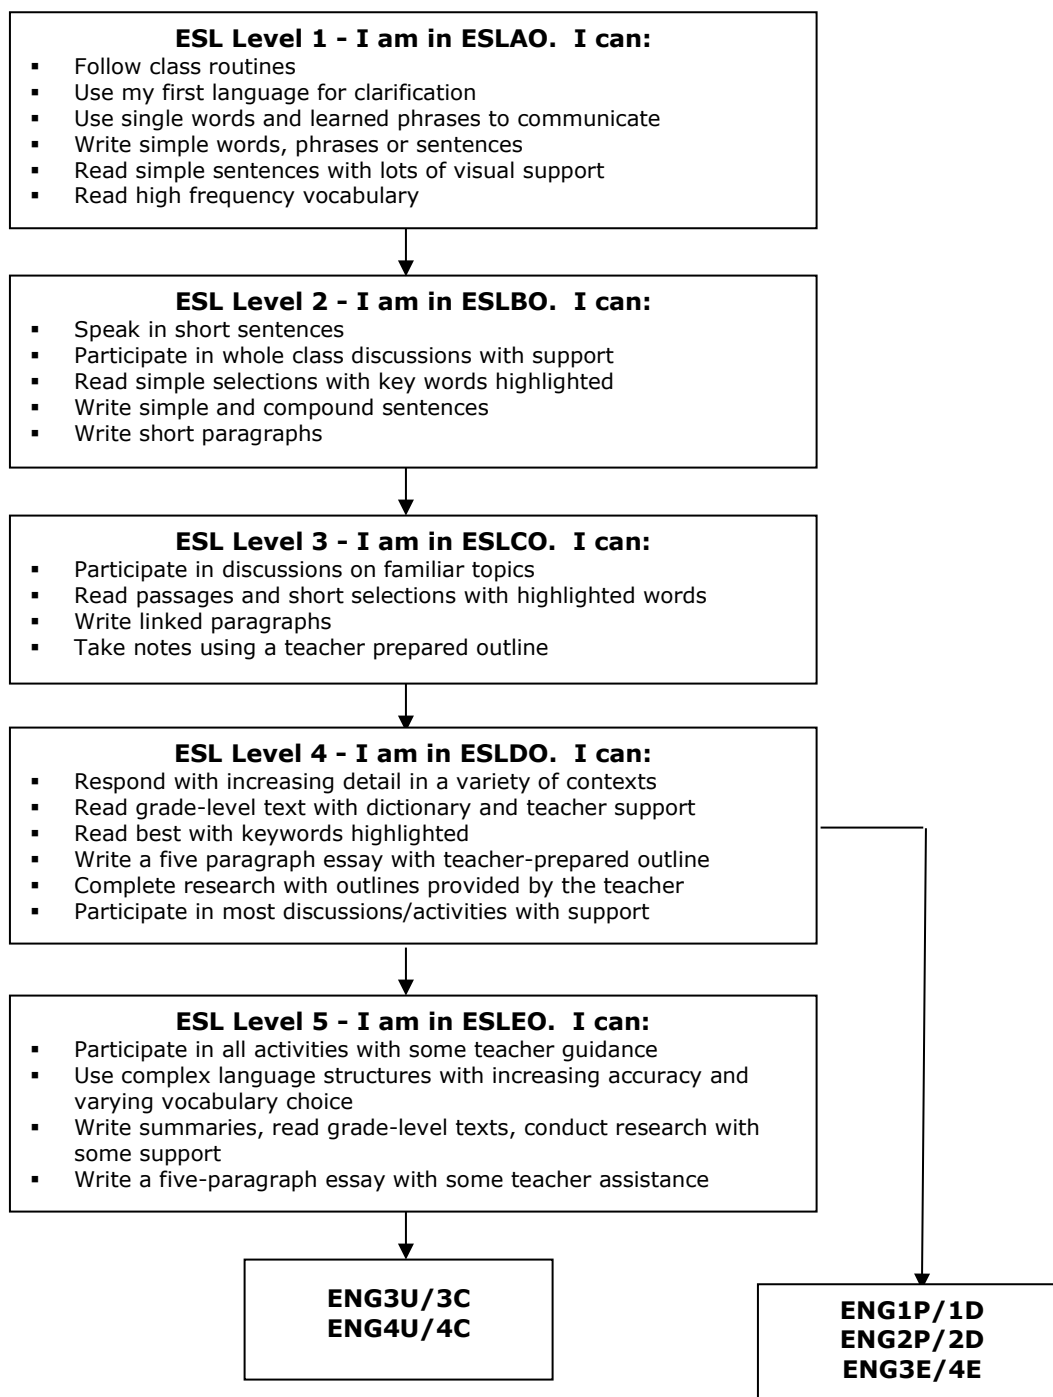 ESL Level 1 - I am in ESLAO.  I can:
▪ Follow class routines
▪ Use my first language for clarification
▪ Use single words and learned phrases to communicate
▪ Write simple words, phrases or sentences
▪ Read simple sentences with lots of visual support
▪ Read high frequency vocabulary
ESL Level 2 - I am in ESLBO.  I can:
▪ Speak in short sentences
▪ Participate in whole class discussions with support
▪ Read simple selections with key words highlighted
▪ Write simple and compound sentences
▪ Write short paragraphs
ESL Level 3 - I am in ESLCO.  I can:
▪ Participate in discussions on familiar topics
▪ Read passages and short selections with highlighted words
▪ Write linked paragraphs
▪ Take notes using a teacher prepared outline
ESL Level 4 - I am in ESLDO.  I can:
▪ Respond with increasing detail in a variety of contexts
▪ Read grade-level text with dictionary and teacher support
▪ Read best with keywords highlighted
▪ Write a five paragraph essay with teacher-prepared outline
▪ Complete research with outlines provided by the teacher
▪ Participate in most discussions/activities with support
ESL Level 5 - I am in ESLEO.  I can:
▪ Participate in all activities with some teacher guidance
▪ Use complex language structures with increasing accuracy and
varying vocabulary choice
▪ Write summaries, read grade-level texts, conduct research with
some support
▪ Write a five-paragraph essay with some teacher assistance
ENG3U/3C
ENG4U/4C
ENG1P/1D
ENG2P/2D
ENG3E/4E